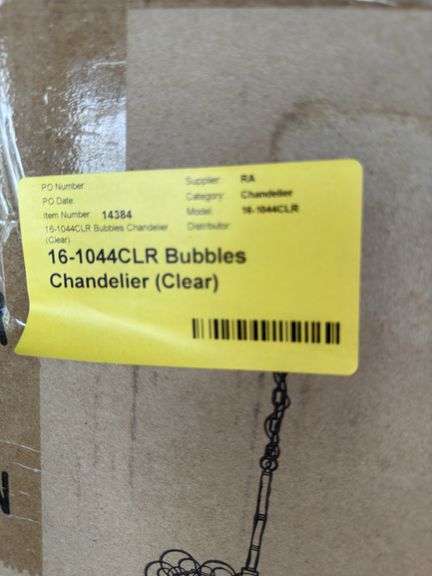 PO Number
PO Date
Item Number 14384
16-1044CLR Bubbles Chandelier
(Clear)
Supplier RA
Category Chandelier
Model 16-1044CLR
Distributor
16-1044CLR Bubbles
Chandelier (Clear)